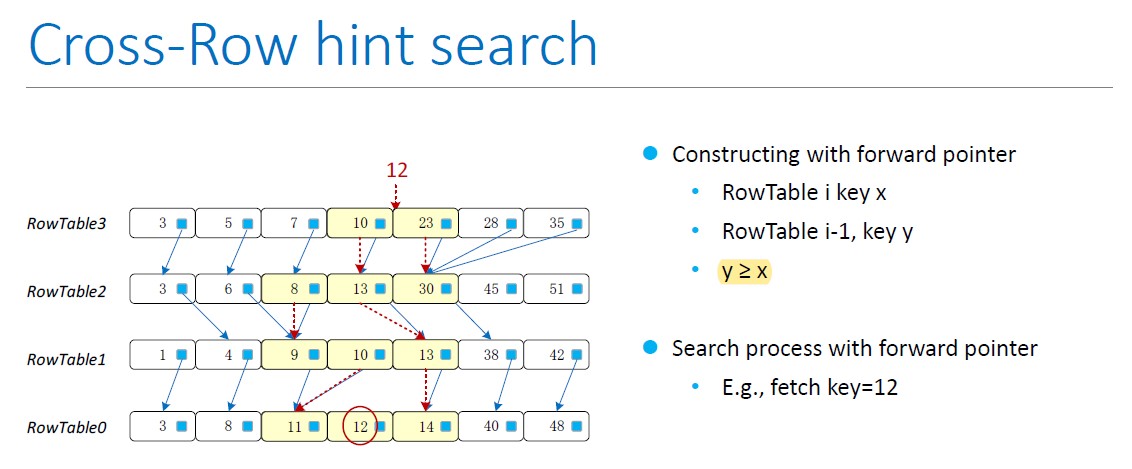 Cross-Row hint search
12
RowTable3 3 5 7 10 23 28 35
RowTable2 3 6 8 13 30 45 51
RowTable1 1 4 9 10 13 38 42
RowTable0 3 8 11 12 14 40 48
Constructing with forward pointer
RowTable i key x
RowTable i-1, key y
y ≥ x
Search process with forward pointer
E.g., fetch key=12